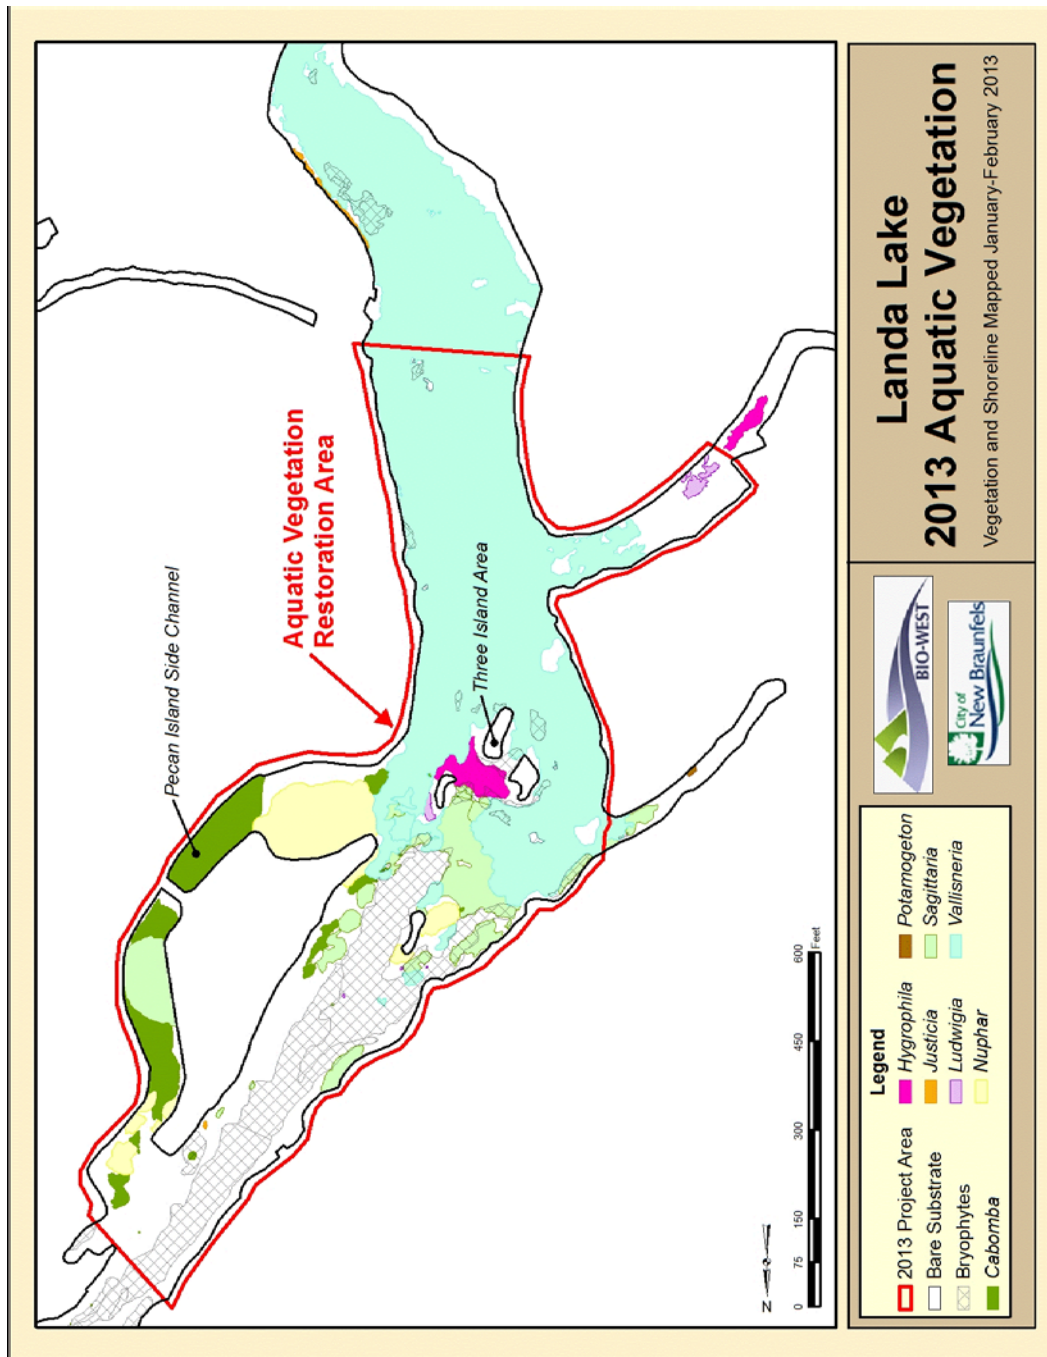 Landa Lake
2013 Aquatic Vegetation
Vegetation and Shoreline Mapped January-February 2013
Pecan Island Side Channel
Aquatic Vegetation
Restoration Area
Three Island Area
BIO-WEST
City of
New Braunfels
N
0 75 150 300 450 600
Feet
Legend
2013 Project Area
Bare Substrate
Bryophytes
Cabomba
Hygrophila
Justicia
Ludwigia
Nuphar
Potamogeton
Sagittaria
Vallisneria